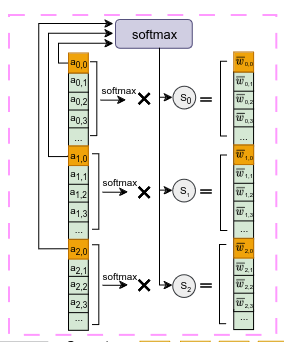 softmax
a0,0
a0,1
a0,2
a0,3
...
softmax
S0
=
w̅0,0
w̅0,1
w̅0,2
w̅0,3
...
a1,0
a1,1
a1,2
a1,3
...
softmax
S1
=
w̅1,0
w̅1,1
w̅1,2
w̅1,3
...
a2,0
a2,1
a2,2
a2,3
...
softmax
S2
=
w̅2,0
w̅2,1
w̅2,2
w̅2,3
...